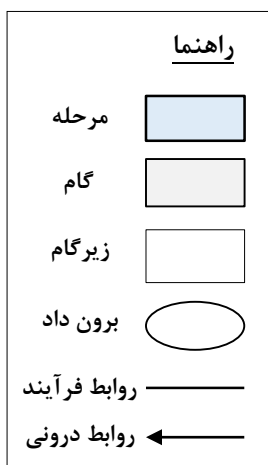 راهنما
مرحله
گام
زیرگام
برون داد
روابط فرآیند
روابط درونی